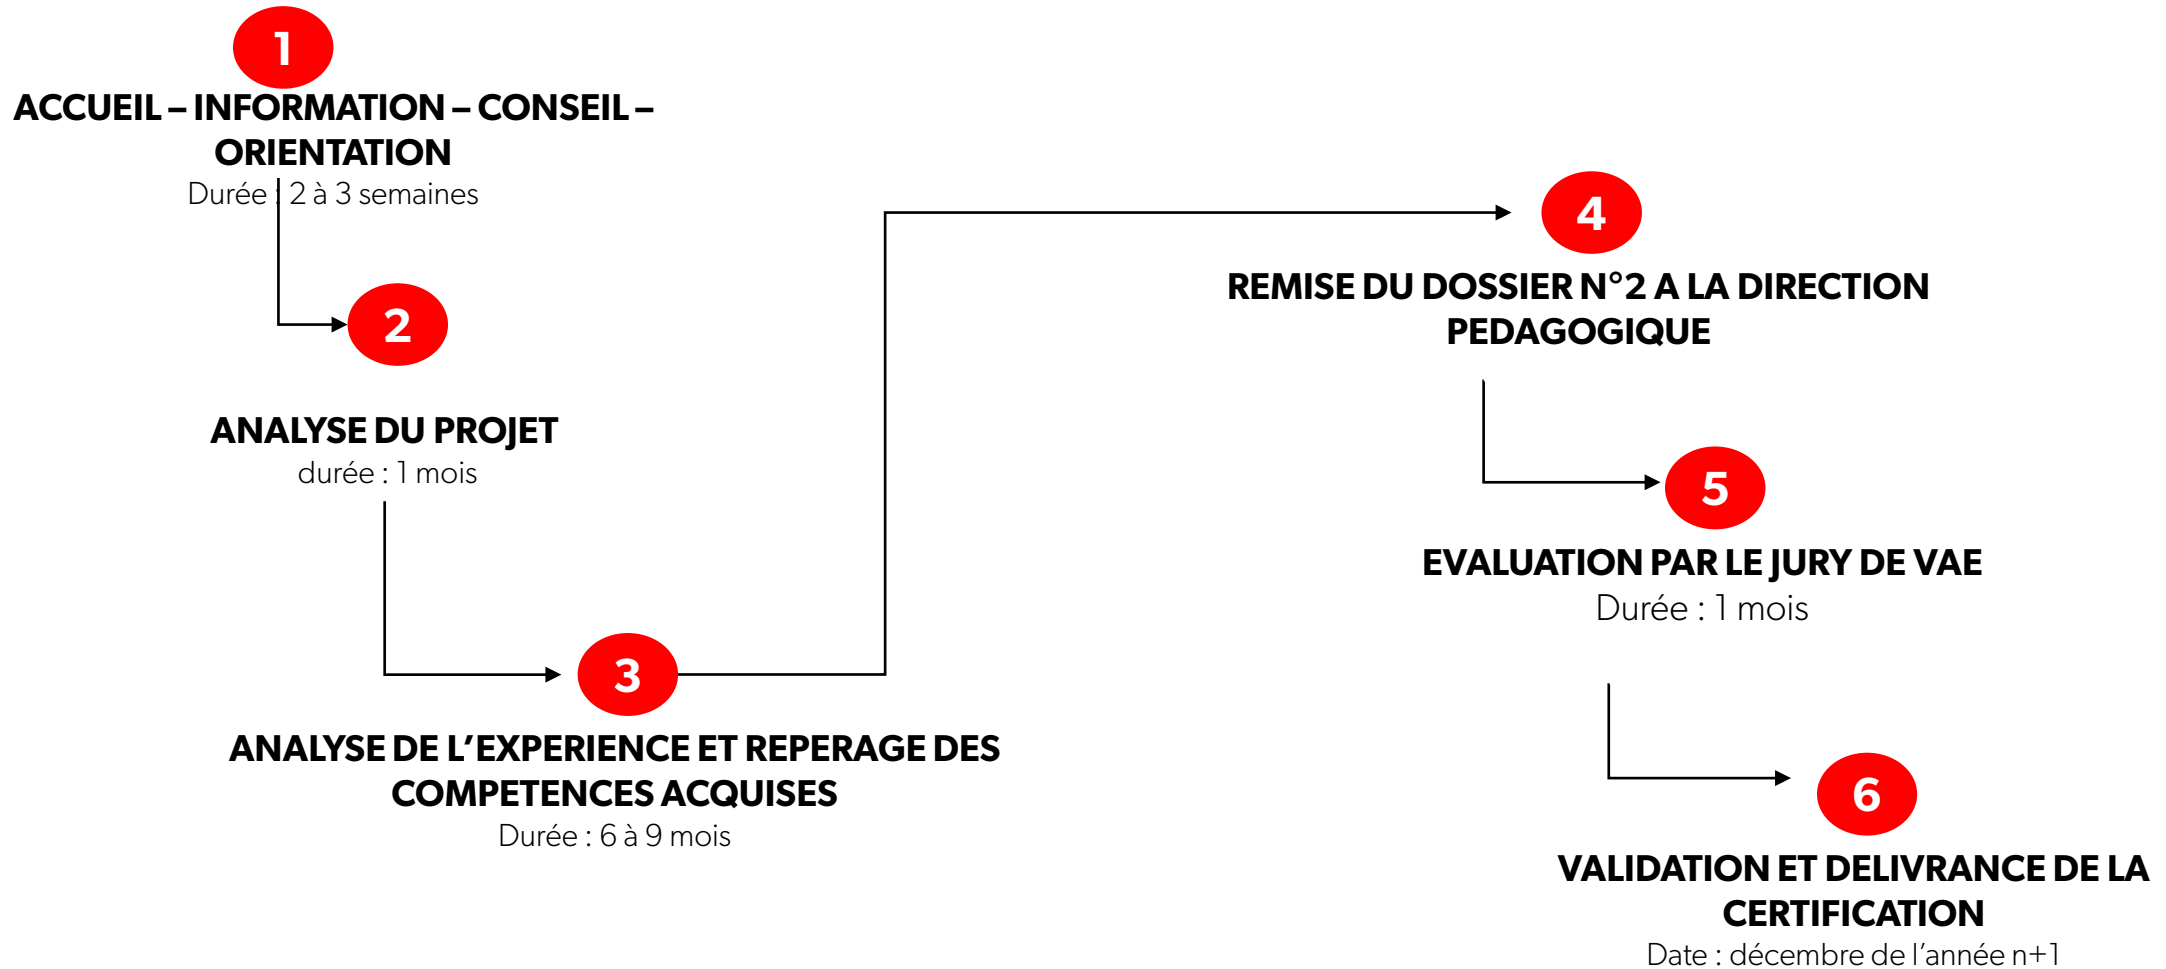 1
ACCUEIL – INFORMATION – CONSEIL –
ORIENTATION
Durée : 2 à 3 semaines
2
ANALYSE DU PROJET
durée : 1 mois
3
ANALYSE DE L’EXPERIENCE ET REPERAGE DES
COMPETENCES ACQUISES
Durée : 6 à 9 mois
4
REMISE DU DOSSIER N°2 A LA DIRECTION
PEDAGOGIQUE
5
EVALUATION PAR LE JURY DE VAE
Durée : 1 mois
6
VALIDATION ET DELIVRANCE DE LA
CERTIFICATION
Date : décembre de l’année n+1